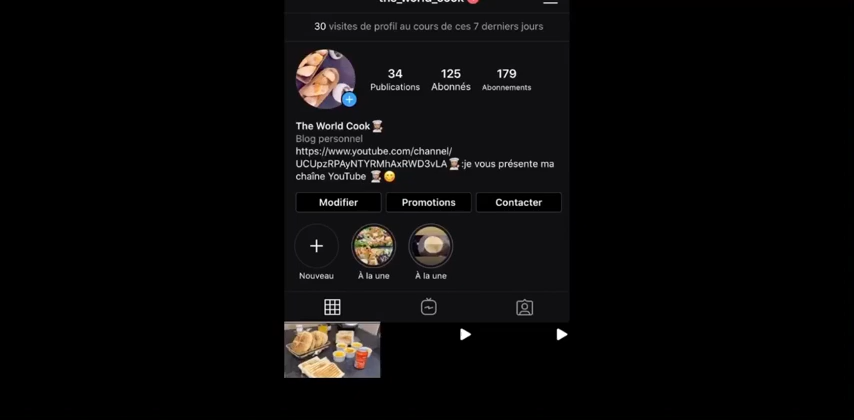 the_world_cook
30 visites de profil au cours de ces 7 derniers jours
34 125 179
Publications Abonnés Abonnements
The World Cook
Blog personnel
https://www.youtube.com/channel/
UCUpzRPAyNTYRMhAxRWD3vLA :je vous présente ma
chaîne YouTube
Modifier Promotions Contacter
Nouveau À la une À la une